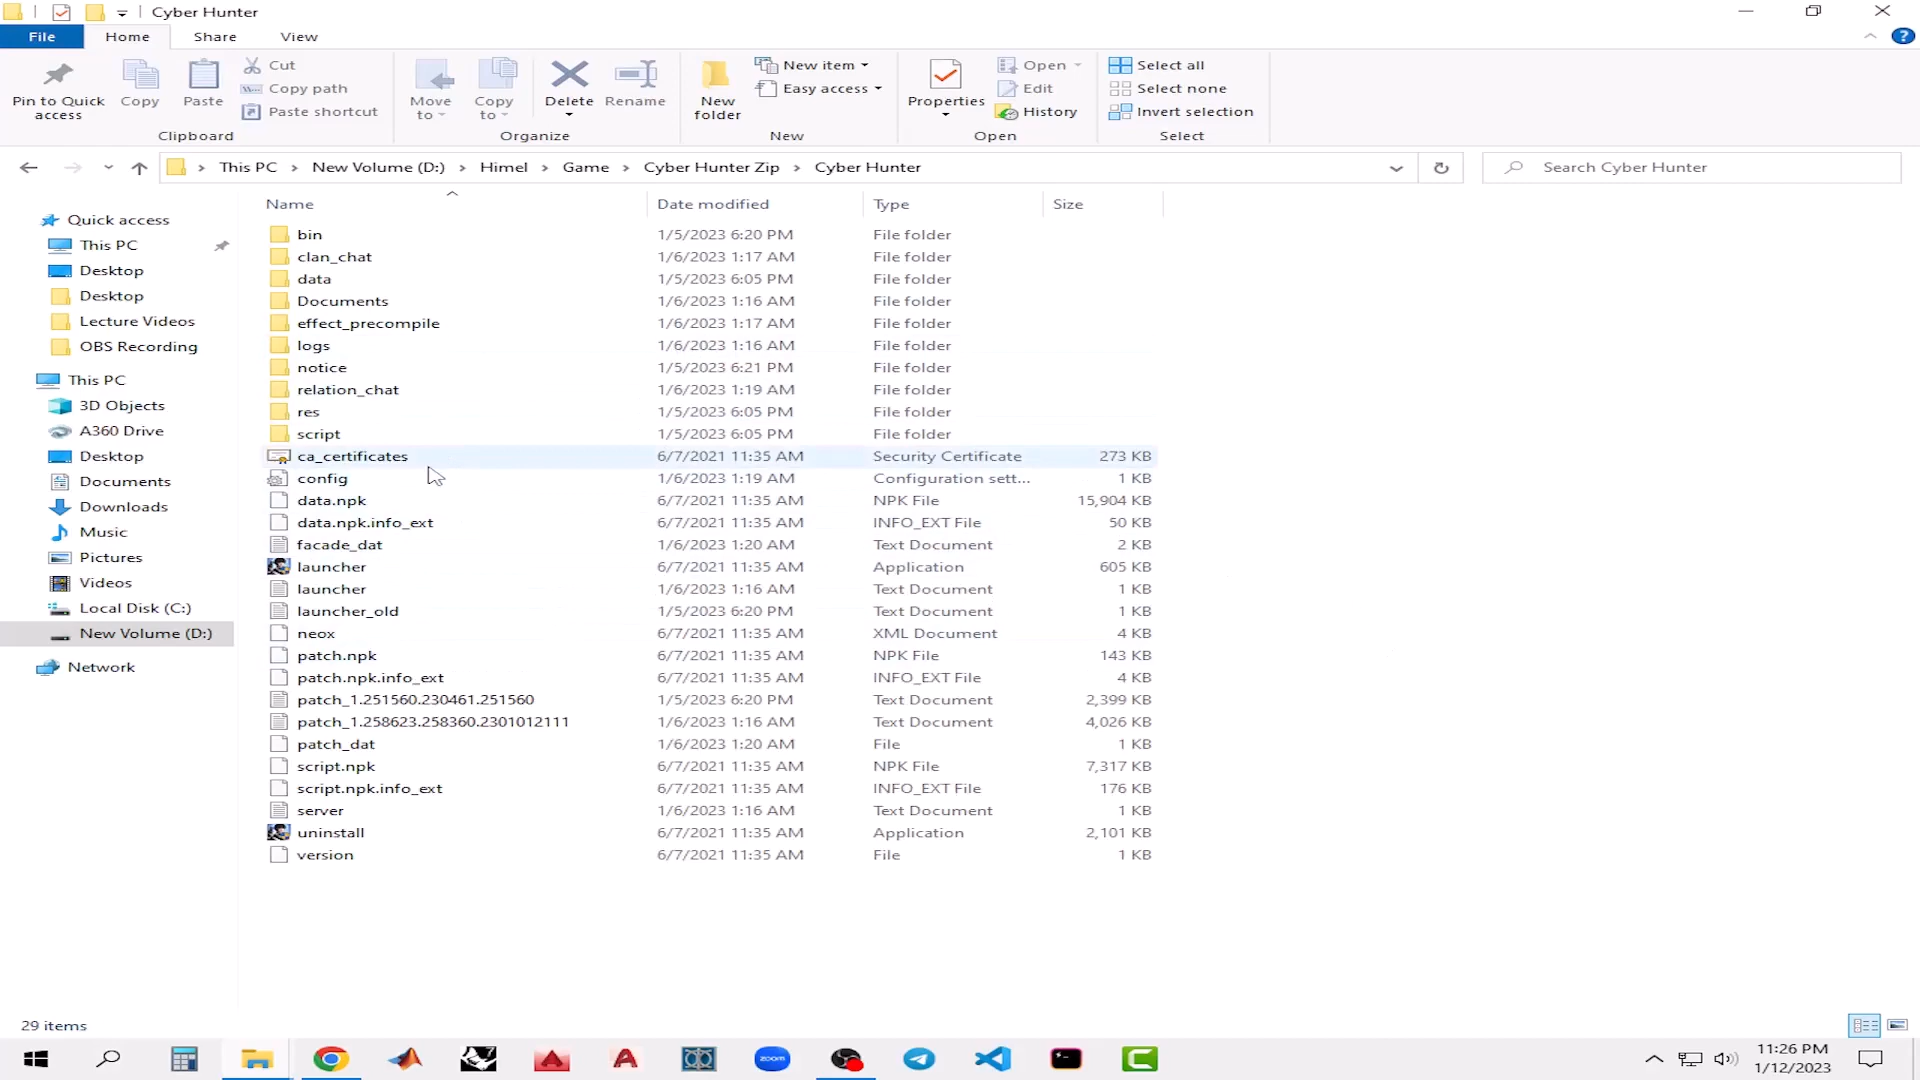 Cyber Hunter
File Home Share View
Pin to Quick access
Copy
Paste
Cut
Copy path
Paste shortcut
Clipboard
Move to
Copy to
Delete
Rename
Organize
New folder
New item
Easy access
New
Properties
Open
Edit
History
Open
Select all
Select none
Invert selection
Select
This PC > New Volume (D:) > Himel > Game > Cyber Hunter Zip > Cyber Hunter
Search Cyber Hunter
Quick access
This PC
Desktop
Desktop
Lecture Videos
OBS Recording
This PC
3D Objects
A360 Drive
Desktop
Documents
Downloads
Music
Pictures
Videos
Local Disk (C:)
New Volume (D:)
Network
Name Date modified Type Size
bin 1/5/2023 6:20 PM File folder
clan_chat 1/6/2023 1:17 AM File folder
data 1/5/2023 6:05 PM File folder
Documents 1/6/2023 1:16 AM File folder
effect_precompile 1/6/2023 1:17 AM File folder
logs 1/6/2023 1:16 AM File folder
notice 1/5/2023 6:21 PM File folder
relation_chat 1/6/2023 1:19 AM File folder
res 1/5/2023 6:05 PM File folder
script 1/5/2023 6:05 PM File folder
ca_certificates 6/7/2021 11:35 AM Security Certificate 273 KB
config 1/6/2023 1:19 AM Configuration sett... 1 KB
data.npk 6/7/2021 11:35 AM NPK File 15,904 KB
data.npk.info_ext 6/7/2021 11:35 AM INFO_EXT File 50 KB
facade_dat 1/6/2023 1:20 AM Text Document 2 KB
launcher 6/7/2021 11:35 AM Application 605 KB
launcher 1/6/2023 1:16 AM Text Document 1 KB
launcher_old 1/5/2023 6:20 PM Text Document 1 KB
neox 6/7/2021 11:35 AM XML Document 4 KB
patch.npk 6/7/2021 11:35 AM NPK File 143 KB
patch.npk.info_ext 6/7/2021 11:35 AM INFO_EXT File 4 KB
patch_1.251560.230461.251560 1/5/2023 6:20 PM Text Document 2,399 KB
patch_1.258623.258360.2301012111 1/6/2023 1:16 AM Text Document 4,026 KB
patch_dat 1/6/2023 1:20 AM File 1 KB
script.npk 6/7/2021 11:35 AM NPK File 7,317 KB
script.npk.info_ext 6/7/2021 11:35 AM INFO_EXT File 176 KB
server 1/6/2023 1:16 AM Text Document 1 KB
uninstall 6/7/2021 11:35 AM Application 2,101 KB
version 6/7/2021 11:35 AM File 1 KB
29 items
zoom
11:26 PM
1/12/2023